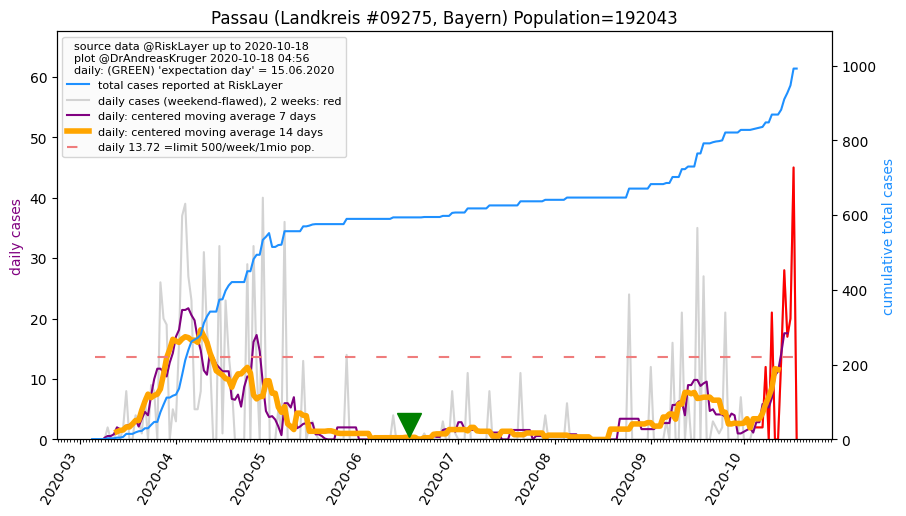 Passau (Landkreis #09275, Bayern) Population=192043
source data @RiskLayer up to 2020-10-18
plot @DrAndreasKruger 2020-10-18 04:56
daily: (GREEN) 'expectation day' = 15.06.2020
total cases reported at RiskLayer
daily cases (weekend-flawed), 2 weeks: red
daily: centered moving average 7 days
daily: centered moving average 14 days
daily 13.72 =limit 500/week/1mio pop.
daily cases
60
50
40
30
20
10
0
cumulative total cases
1000
800
600
400
200
0
2020-03
2020-04
2020-05
2020-06
2020-07
2020-08
2020-09
2020-10